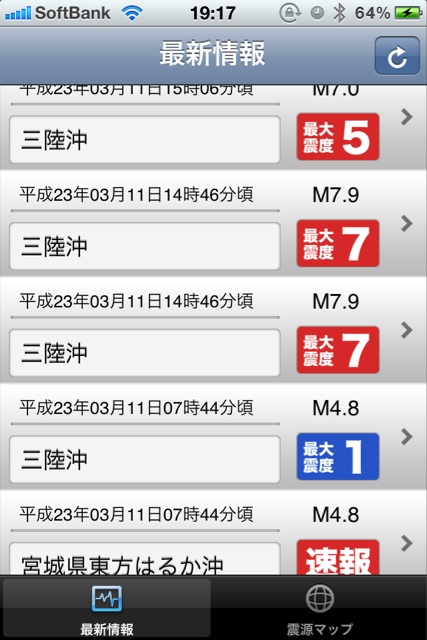 SoftBank 19:17 64%
最新情報
平成23年03月11日15時06分頃 M7.0
三陸沖 最大震度 5
平成23年03月11日14時46分頃 M7.9
三陸沖 最大震度 7
平成23年03月11日14時46分頃 M7.9
三陸沖 最大震度 7
平成23年03月11日07時44分頃 M4.8
三陸沖 最大震度 1
平成23年03月11日07時44分頃 M4.8
宮城県東方はるか沖 速報
最新情報 震源マップ